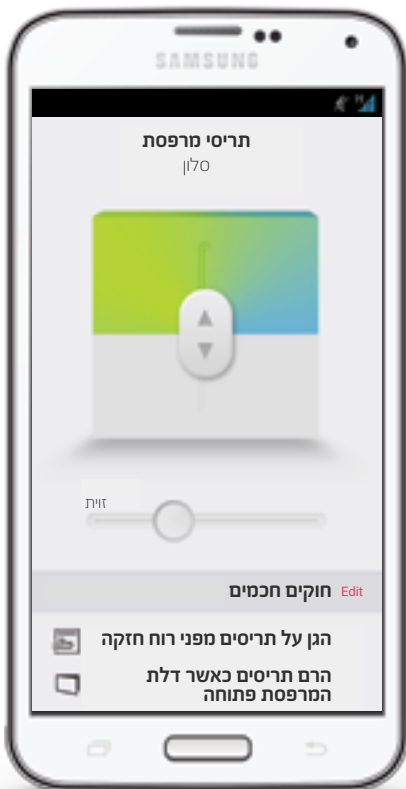 SAMSUNG
H
תריסי מרפסת
סלון
זוית
חוקים חכמים Edit
הגן על תריסים מפני רוח חזקה
הרם תריסים כאשר דלת
המרפסת פתוחה